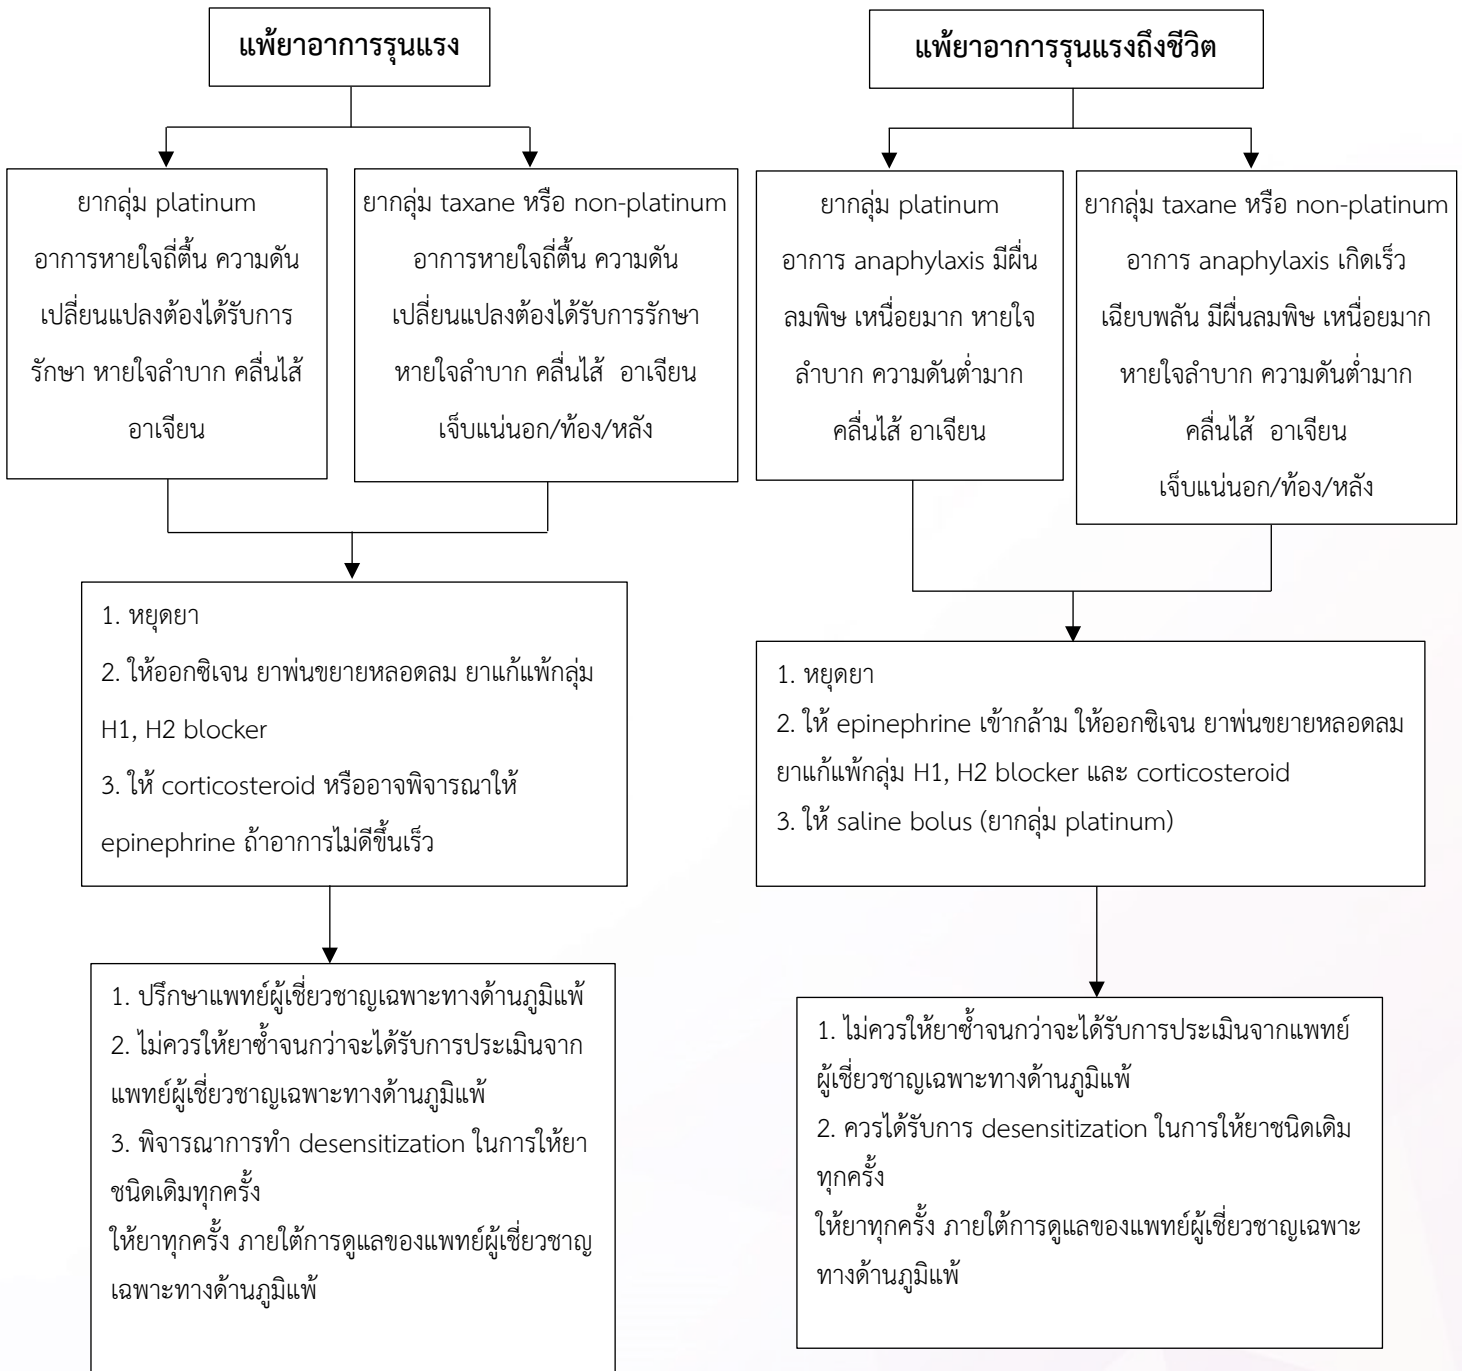 แพ้ยาอาการรุนแรง
ยากลุ่ม platinum
อาการหายใจถี่ตื้น ความดัน
เปลี่ยนแปลงต้องได้รับการ
รักษา หายใจลำบาก คลื่นไส้
อาเจียน
ยากลุ่ม taxane หรือ non-platinum
อาการหายใจถี่ตื้น ความดัน
เปลี่ยนแปลงต้องได้รับการรักษา
หายใจลำบาก คลื่นไส้ อาเจียน
เจ็บแน่นอก/ท้อง/หลัง
1. หยุดยา
2. ให้ออกซิเจน ยาพ่นขยายหลอดลม ยาแก้แพ้กลุ่ม
H1, H2 blocker
3. ให้ corticosteroid หรืออาจพิจารณาให้
epinephrine ถ้าอาการไม่ดีขึ้นเร็ว
1. ปรึกษาแพทย์ผู้เชี่ยวชาญเฉพาะทางด้านภูมิแพ้
2. ไม่ควรให้ยาซ้ำจนกว่าจะได้รับการประเมินจาก
แพทย์ผู้เชี่ยวชาญเฉพาะทางด้านภูมิแพ้
3. พิจารณาการทำ desensitization ในการให้ยา
ชนิดเดิมทุกครั้ง
ให้ยาทุกครั้ง ภายใต้การดูแลของแพทย์ผู้เชี่ยวชาญ
เฉพาะทางด้านภูมิแพ้
แพ้ยาอาการรุนแรงถึงชีวิต
ยากลุ่ม platinum
อาการ anaphylaxis มีผื่น
ลมพิษ เหนื่อยมาก หายใจ
ลำบาก ความดันต่ำมาก
คลื่นไส้ อาเจียน
ยากลุ่ม taxane หรือ non-platinum
อาการ anaphylaxis เกิดเร็ว
เฉียบพลัน มีผื่นลมพิษ เหนื่อยมาก
หายใจลำบาก ความดันต่ำมาก
คลื่นไส้ อาเจียน
เจ็บแน่นอก/ท้อง/หลัง
1. หยุดยา
2. ให้ epinephrine เข้ากล้าม ให้ออกซิเจน ยาพ่นขยายหลอดลม
ยาแก้แพ้กลุ่ม H1, H2 blocker และ corticosteroid
3. ให้ saline bolus (ยากลุ่ม platinum)
1. ไม่ควรให้ยาซ้ำจนกว่าจะได้รับการประเมินจากแพทย์
ผู้เชี่ยวชาญเฉพาะทางด้านภูมิแพ้
2. ควรได้รับการ desensitization ในการให้ยาชนิดเดิม
ทุกครั้ง
ให้ยาทุกครั้ง ภายใต้การดูแลของแพทย์ผู้เชี่ยวชาญเฉพาะ
ทางด้านภูมิแพ้